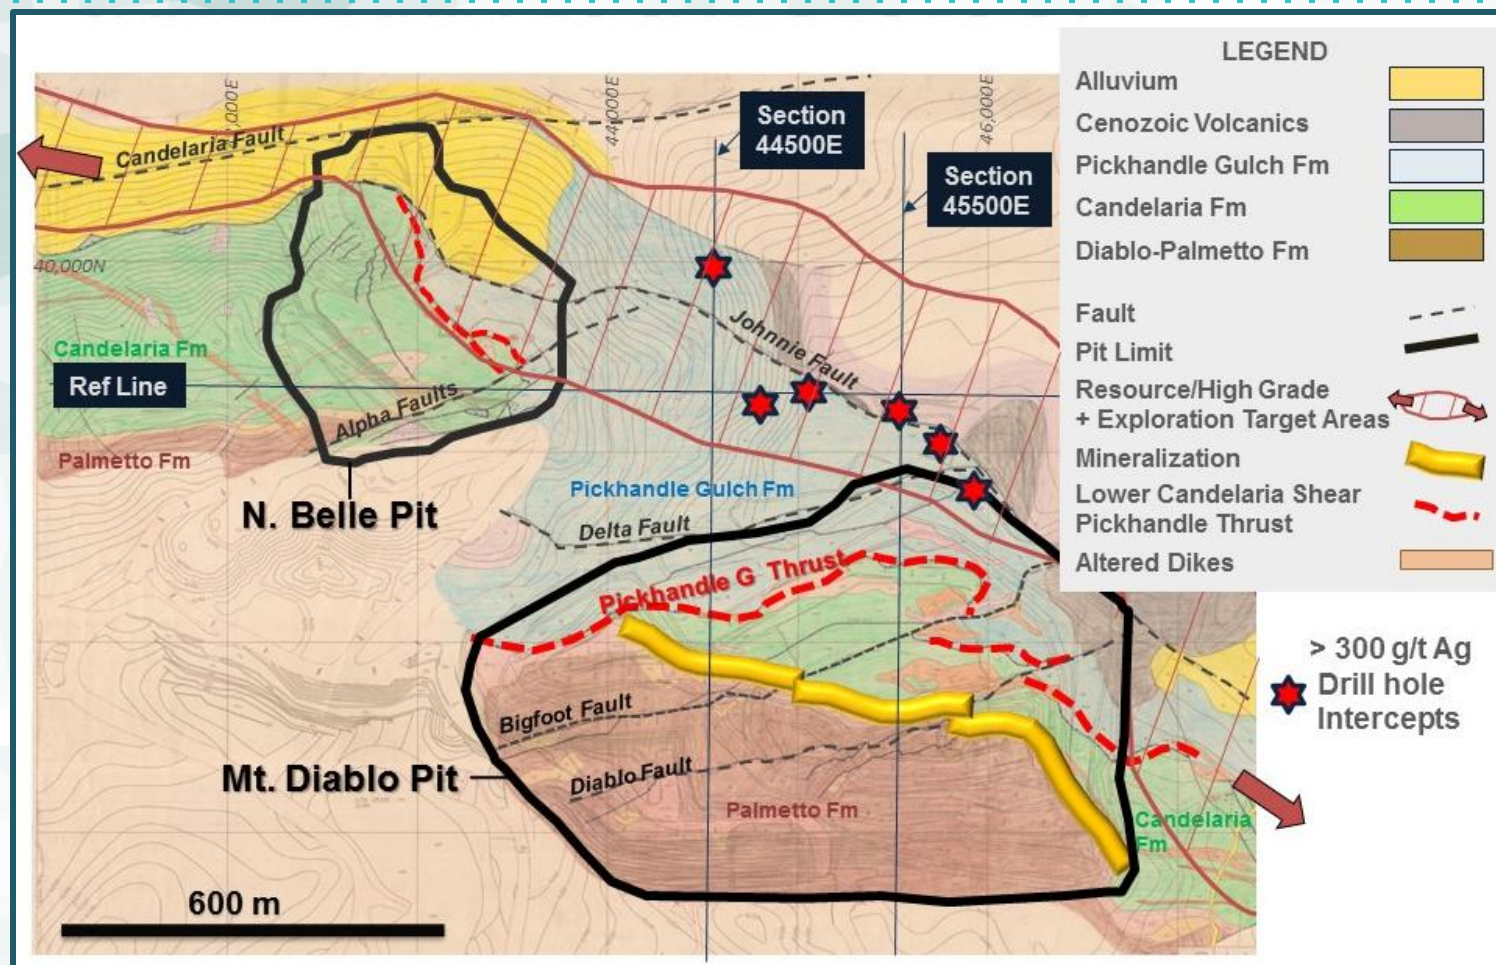 LEGEND
Alluvium
Cenozoic Volcanics
Pickhandle Gulch Fm
Candelaria Fm
Diablo-Palmetto Fm
Fault
Pit Limit
Resource/High Grade
+ Exploration Target Areas
Mineralization
Lower Candelaria Shear
Pickhandle Thrust
Altered Dikes
> 300 g/t Ag
Drill hole
Intercepts
,000E
44,000E
46,000E
Section
44500E
Section
45500E
Candelaria Fault
40,000N
Johnnie Fault
Candelaria Fm
Ref Line
Alpha Faults
Palmetto Fm
N. Belle Pit
Pickhandle Gulch Fm
Delta Fault
Pickhandle G Thrust
Bigfoot Fault
Diablo Fault
Mt. Diablo Pit
Palmetto Fm
Candelaria
Fm
600 m